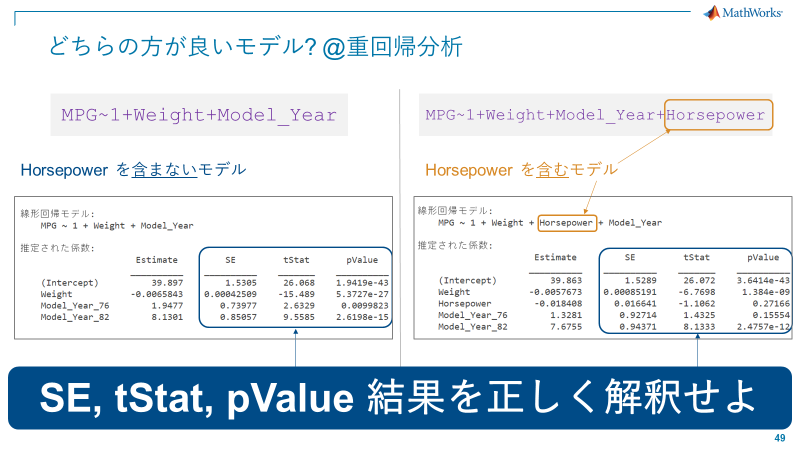 MathWorks
どちらの方が良いモデル? @重回帰分析
MPG~1+Weight+Model_Year
Horsepower を含まないモデル
線形回帰モデル:
MPG ~ 1 + Weight + Model_Year
推定された係数:
Estimate SE tStat pValue
(Intercept) 39.897 1.5305 26.068 1.9419e-43
Weight -0.0065843 0.00042509 -15.489 5.3727e-27
Model_Year_76 1.9477 0.73977 2.6329 0.0099823
Model_Year_82 8.1301 0.85057 9.5585 2.6198e-15
MPG~1+Weight+Model_Year+Horsepower
Horsepower を含むモデル
線形回帰モデル:
MPG ~ 1 + Weight + Horsepower + Model_Year
推定された係数:
Estimate SE tStat pValue
(Intercept) 39.863 1.5289 26.072 3.6414e-43
Weight -0.0057673 0.00085191 -6.7698 1.384e-09
Horsepower -0.018408 0.016641 -1.1062 0.27166
Model_Year_76 1.3281 0.92714 1.4325 0.15554
Model_Year_82 7.6755 0.94371 8.1333 2.4757e-12
SE, tStat, pValue 結果を正しく解釈せよ
49